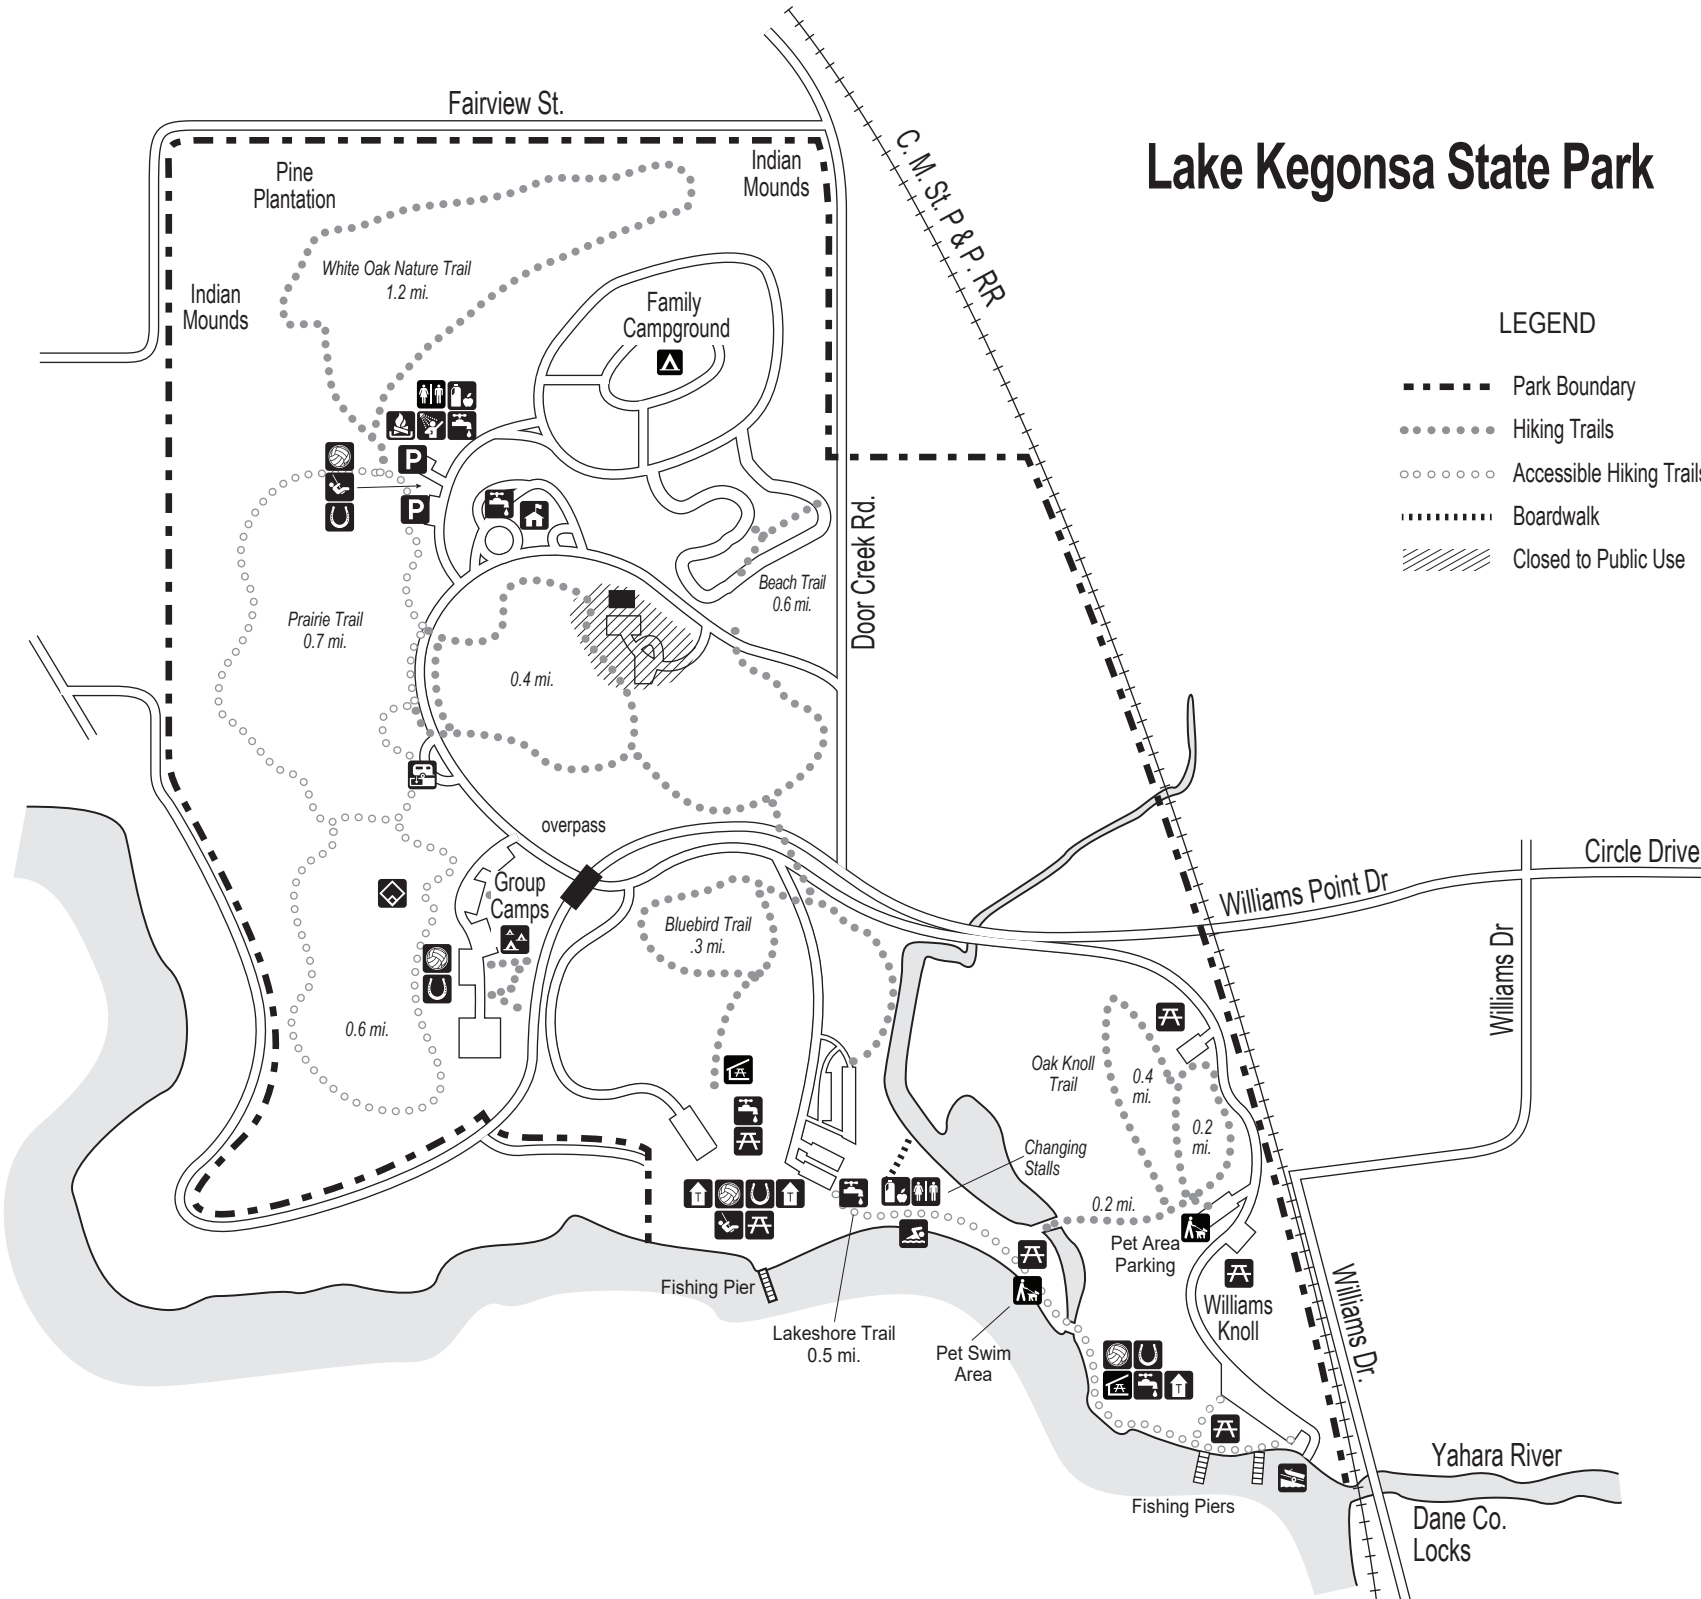 Fairview St.
Lake Kegonsa State Park
Pine
Plantation
Indian
Mounds
C. M. St. P & P. RR
White Oak Nature Trail
1.2 mi.
Indian
Mounds
Family
Campground
LEGEND
Park Boundary
Hiking Trails
Accessible Hiking Trails
Boardwalk
Closed to Public Use
P
P
Door Creek Rd.
Beach Trail
0.6 mi.
Prairie Trail
0.7 mi.
0.4 mi.
overpass
Circle Drive
Williams Point Dr
Group
Camps
Bluebird Trail
.3 mi.
Williams Dr
0.6 mi.
Oak Knoll
Trail
0.4
mi.
0.2
mi.
Changing
Stalls
T
T
0.2 mi.
Pet Area
Parking
Fishing Pier
Williams
Knoll
Williams Dr.
Lakeshore Trail
0.5 mi.
Pet Swim
Area
T
Yahara River
Fishing Piers
Dane Co.
Locks